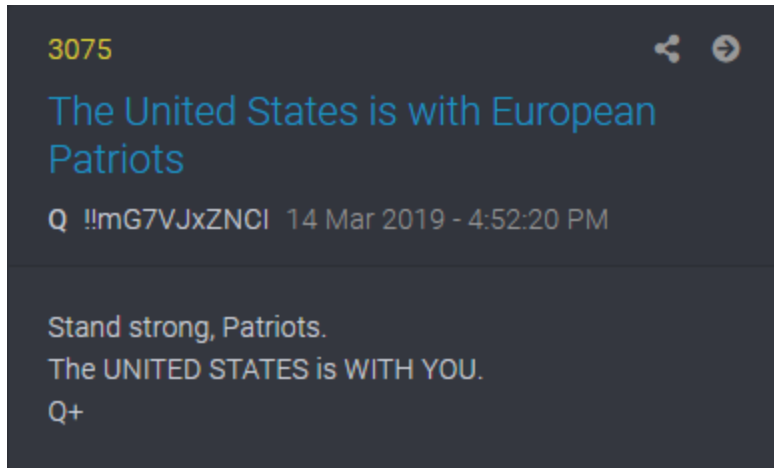 3075
The United States is with European
Patriots
Q !!mG7VJxZNCI 14 Mar 2019 - 4:52:20 PM
Stand strong, Patriots.
The UNITED STATES is WITH YOU.
Q+